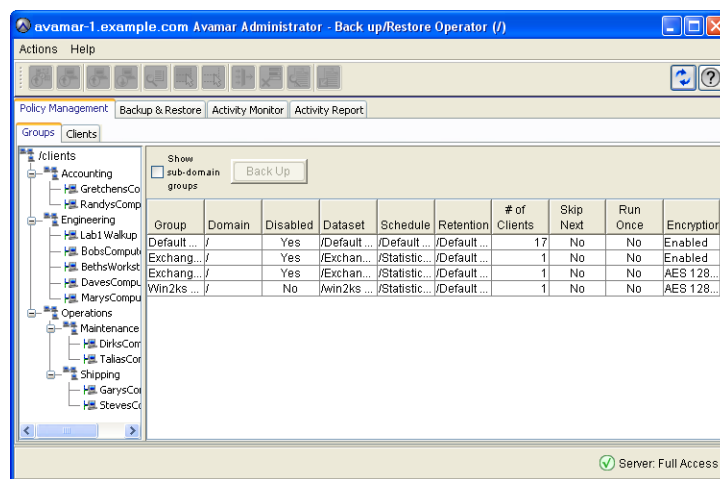 avamar-1.example.com Avamar Administrator - Back up/Restore Operator (/)
Actions Help
Policy Management Backup & Restore Activity Monitor Activity Report
Groups Clients
/clients
Accounting
GretchensCo
RandysComp
Engineering
Lab1 Walkup
BobsComput
BethsWorkst
DavesCompu
MarysCompu
Operations
Maintenance
DirksCom
TaliasCor
Shipping
GarysCor
StevesCo
Show
sub-domain
groups
Back Up
Group Domain Disabled Dataset Schedule Retention # of Clients Skip Next Run Once Encryption
Default ... / Yes /Default ... /Default ... /Default ... 17 No No Enabled
Exchang... / Yes /Exchan... /Statistic... /Default ... 1 No No Enabled
Exchang... / Yes /Exchan... /Statistic... /Default ... 1 No No AES 128...
Win2ks ... / No /win2ks ... /Statistic... /Default ... 1 No No AES 128...
Server: Full Access